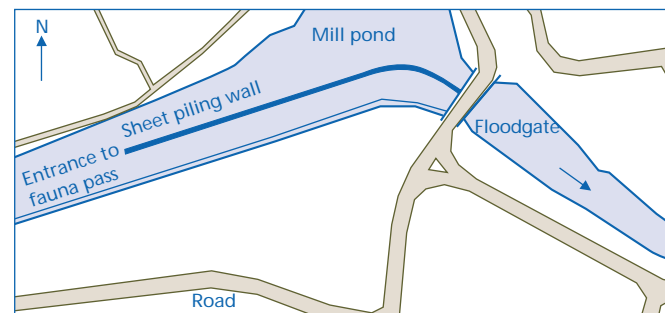 N
Mill pond
Sheet piling wall
Floodgate
Entrance to
fauna pass
Road